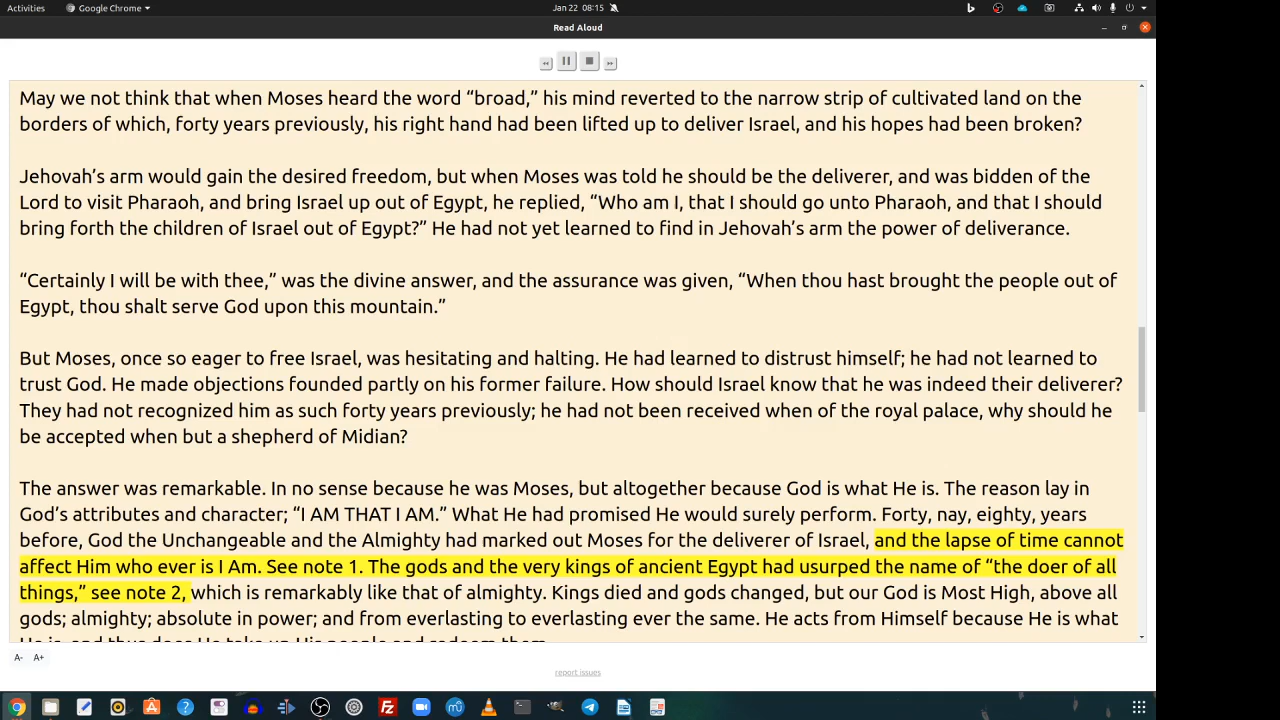 Activities
Google Chrome
Jan 22 08:15
Read Aloud
May we not think that when Moses heard the word “broad,” his mind reverted to the narrow strip of cultivated land on the
borders of which, forty years previously, his right hand had been lifted up to deliver Israel, and his hopes had been broken?
Jehovah’s arm would gain the desired freedom, but when Moses was told he should be the deliverer, and was bidden of the
Lord to visit Pharaoh, and bring Israel up out of Egypt, he replied, “Who am I, that I should go unto Pharaoh, and that I should
bring forth the children of Israel out of Egypt?” He had not yet learned to find in Jehovah’s arm the power of deliverance.
“Certainly I will be with thee,” was the divine answer, and the assurance was given, “When thou hast brought the people out of
Egypt, thou shalt serve God upon this mountain.”
But Moses, once so eager to free Israel, was hesitating and halting. He had learned to distrust himself; he had not learned to
trust God. He made objections founded partly on his former failure. How should Israel know that he was indeed their deliverer?
They had not recognized him as such forty years previously; he had not been received when of the royal palace, why should he
be accepted when but a shepherd of Midian?
The answer was remarkable. In no sense because he was Moses, but altogether because God is what He is. The reason lay in
God’s attributes and character; “I AM THAT I AM.” What He had promised He would surely perform. Forty, nay, eighty, years
before, God the Unchangeable and the Almighty had marked out Moses for the deliverer of Israel, and the lapse of time cannot
affect Him who ever is I Am. See note 1. The gods and the very kings of ancient Egypt had usurped the name of “the doer of all
things,” see note 2, which is remarkably like that of almighty. Kings died and gods changed, but our God is Most High, above all
gods; almighty; absolute in power; and from everlasting to everlasting ever the same. He acts from Himself because He is what
He is, and thus does He take up His people and redeem them.
A- A+
report issues